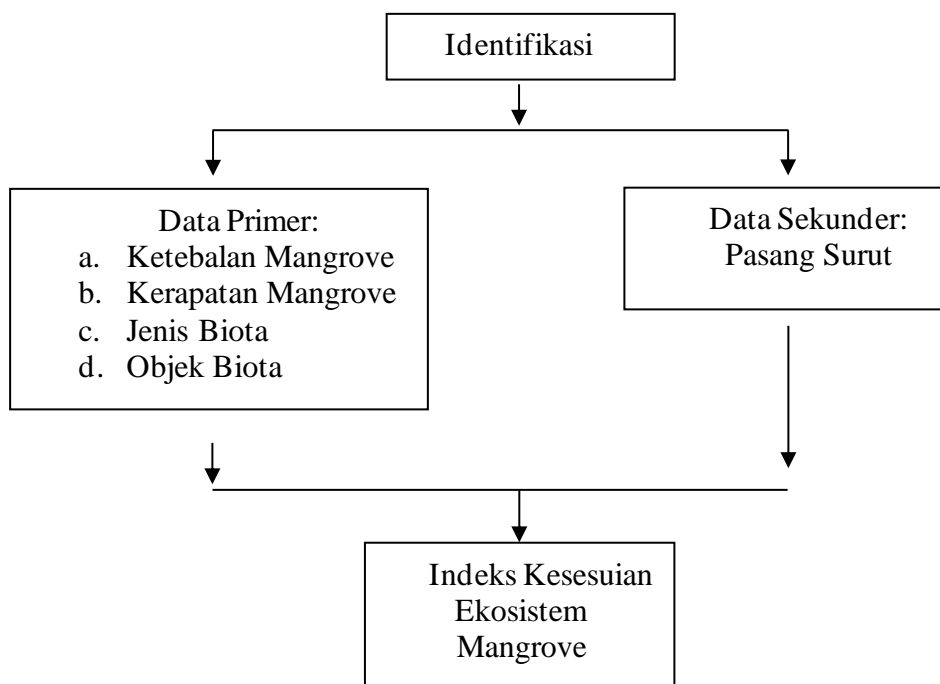 Identifikasi
Data Primer:
a. Ketebalan Mangrove
b. Kerapatan Mangrove
c. Jenis Biota
d. Objek Biota
Data Sekunder:
Pasang Surut
Indeks Kesesuian
Ekosistem
Mangrove